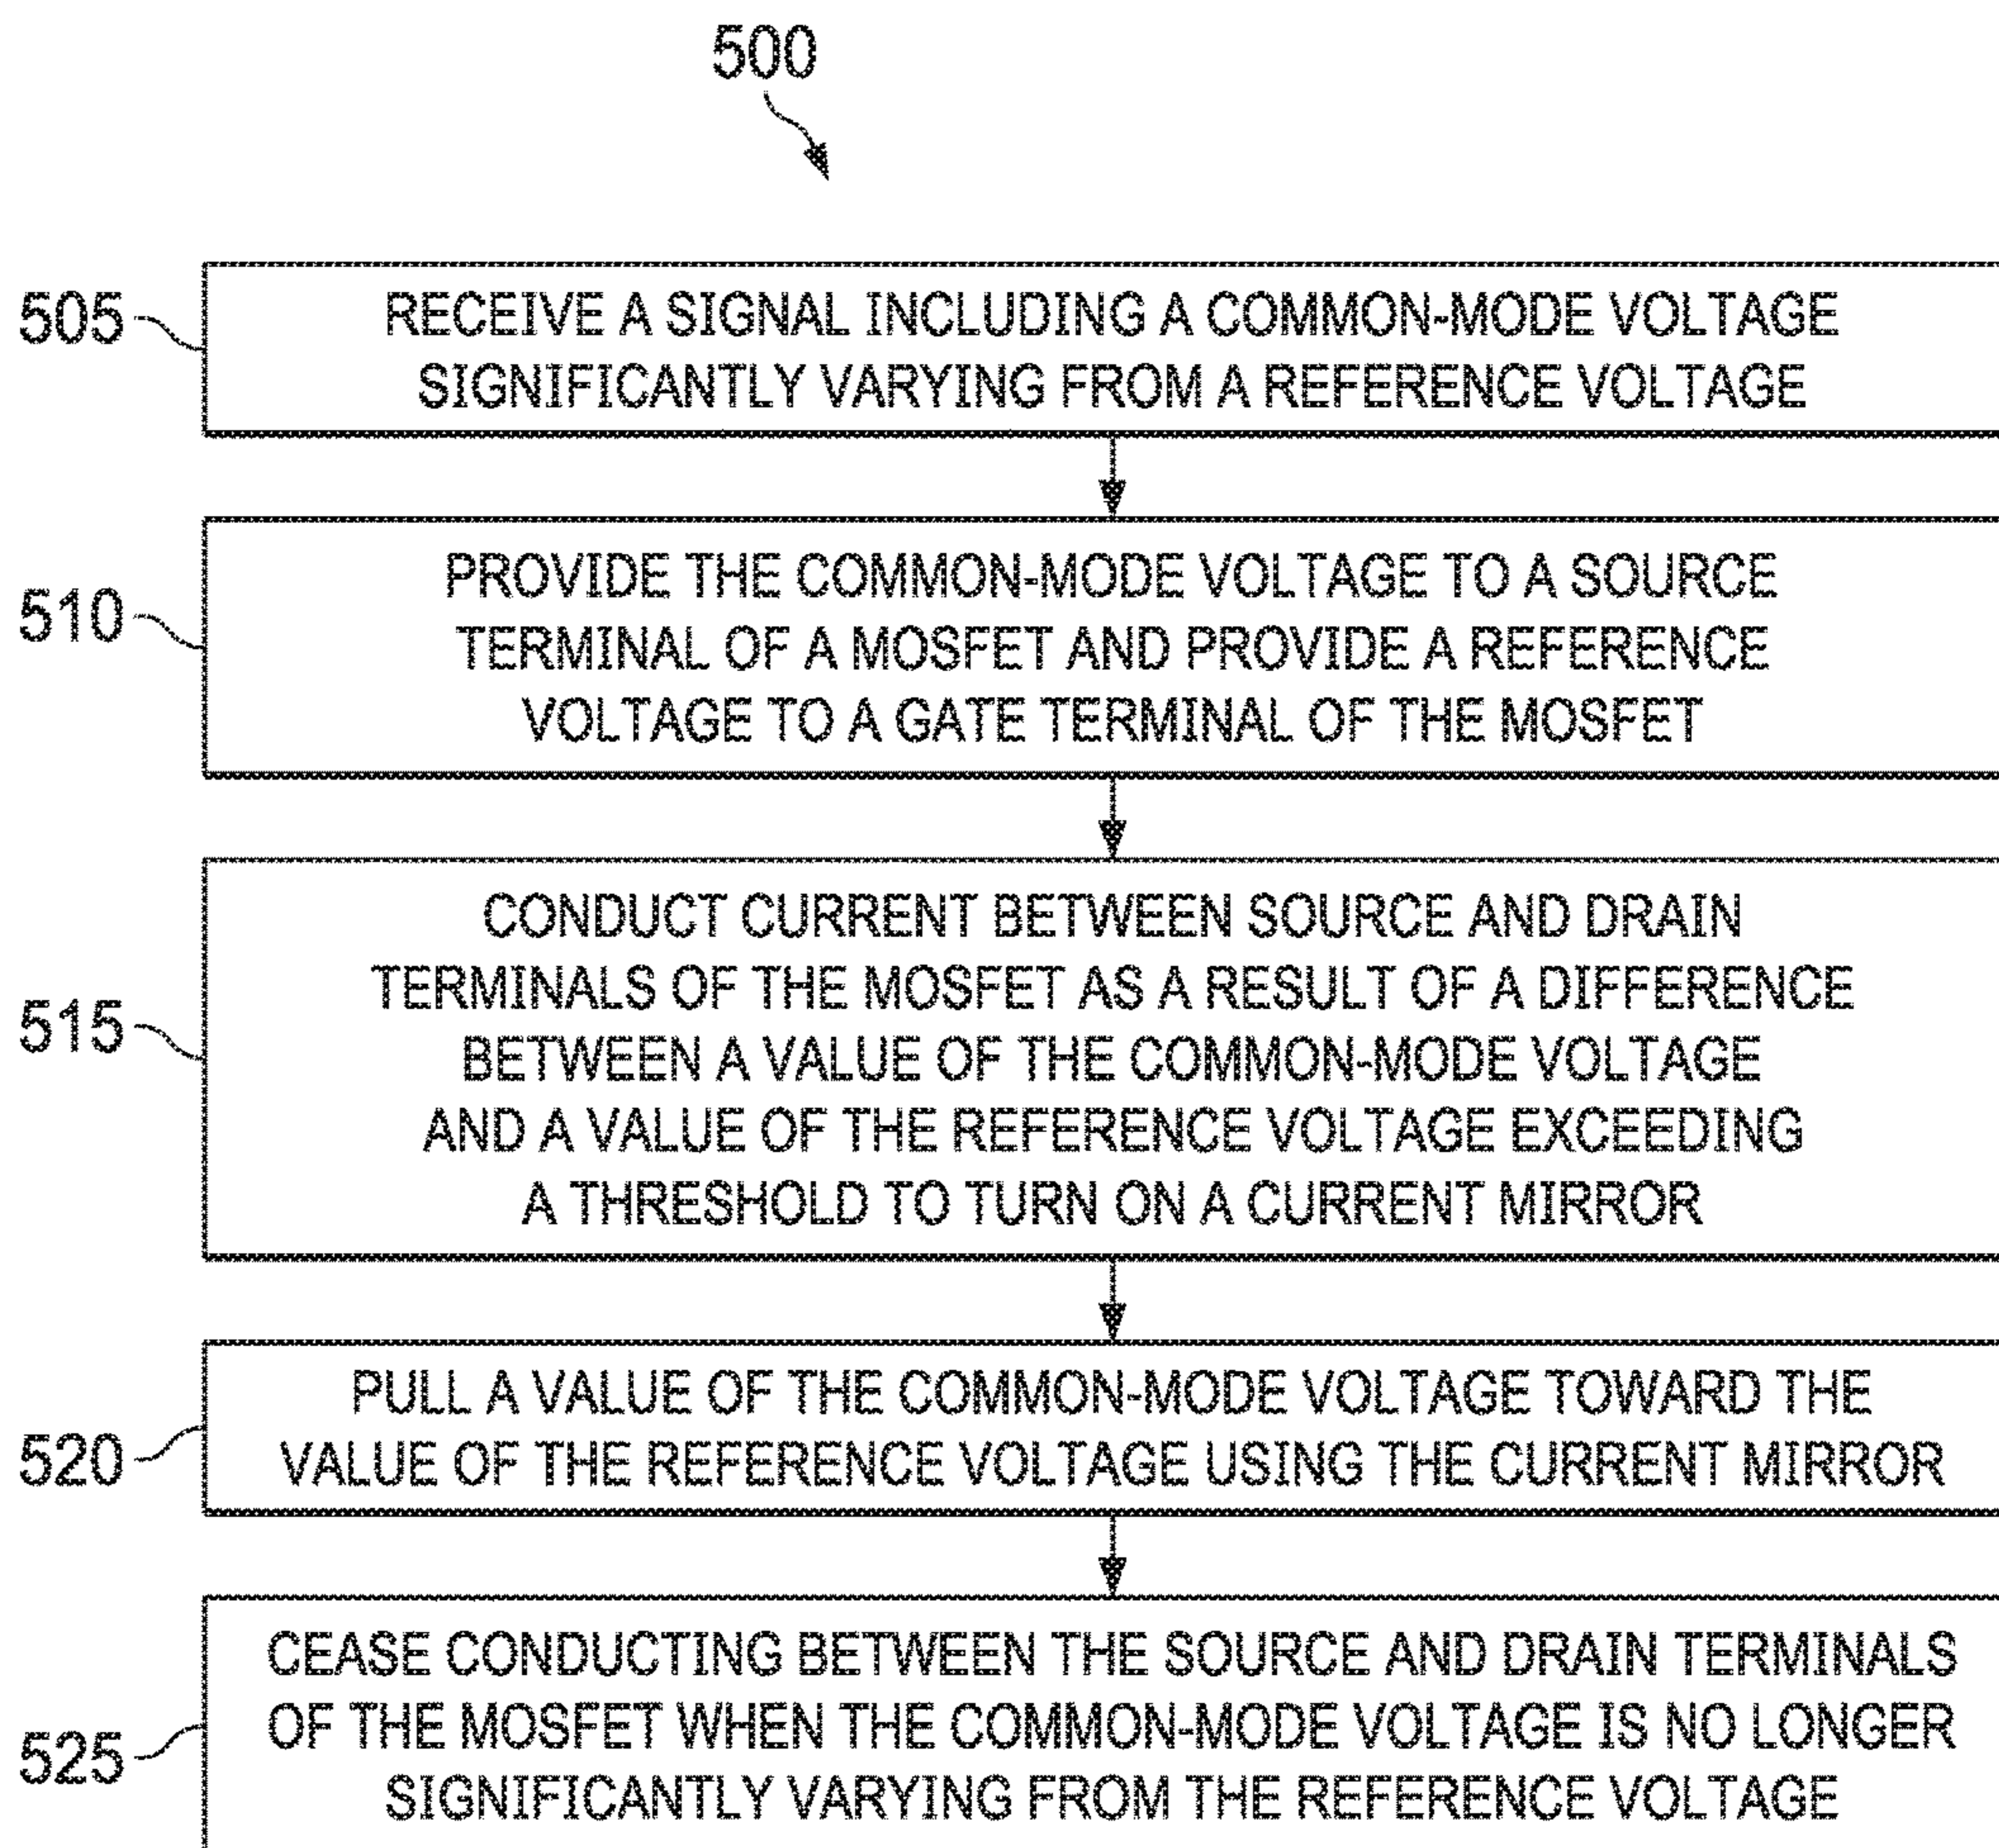 500
505
RECEIVE A SIGNAL INCLUDING A COMMON-MODE VOLTAGE
SIGNIFICANTLY VARYING FROM A REFERENCE VOLTAGE
510
PROVIDE THE COMMON-MODE VOLTAGE TO A SOURCE
TERMINAL OF A MOSFET AND PROVIDE A REFERENCE
VOLTAGE TO A GATE TERMINAL OF THE MOSFET
515
CONDUCT CURRENT BETWEEN SOURCE AND DRAIN
TERMINALS OF THE MOSFET AS A RESULT OF A DIFFERENCE
BETWEEN A VALUE OF THE COMMON-MODE VOLTAGE
AND A VALUE OF THE REFERENCE VOLTAGE EXCEEDING
A THRESHOLD TO TURN ON A CURRENT MIRROR
520
PULL A VALUE OF THE COMMON-MODE VOLTAGE TOWARD THE
VALUE OF THE REFERENCE VOLTAGE USING THE CURRENT MIRROR
525
CEASE CONDUCTING BETWEEN THE SOURCE AND DRAIN TERMINALS
OF THE MOSFET WHEN THE COMMON-MODE VOLTAGE IS NO LONGER
SIGNIFICANTLY VARYING FROM THE REFERENCE VOLTAGE